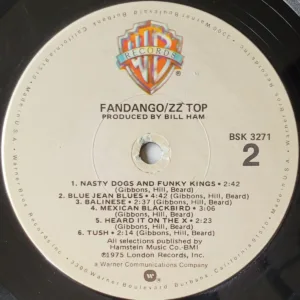 WB
RECORDS
FANDANGO/ZZ TOP
PRODUCED BY BILL HAM
BSK 3271
2
1. NASTY DOGS AND FUNKY KINGS • 2:42
(Gibbons, Hill, Beard)
2. BLUE JEAN BLUES • 4:42 (Gibbons, Hill, Beard)
3. BALINESE • 2:37 (Gibbons, Hill, Beard)
4. MEXICAN BLACKBIRD • 3:06
(Gibbons, Hill, Beard)
5. HEARD IT ON THE X • 2:23
(Gibbons, Hill, Beard)
6. TUSH • 2:14 (Gibbons, Hill, Beard)
All selections published by
Hamstein Music Co.-BMI
℗1975 London Records, Inc.
a Warner Communications Company